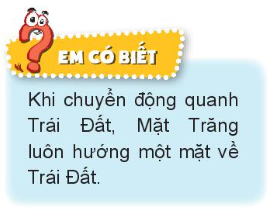 EM CÓ BIẾT
Khi chuyển động quanh
Trái Đất, Mặt Trăng
luôn hướng một mặt về
Trái Đất.